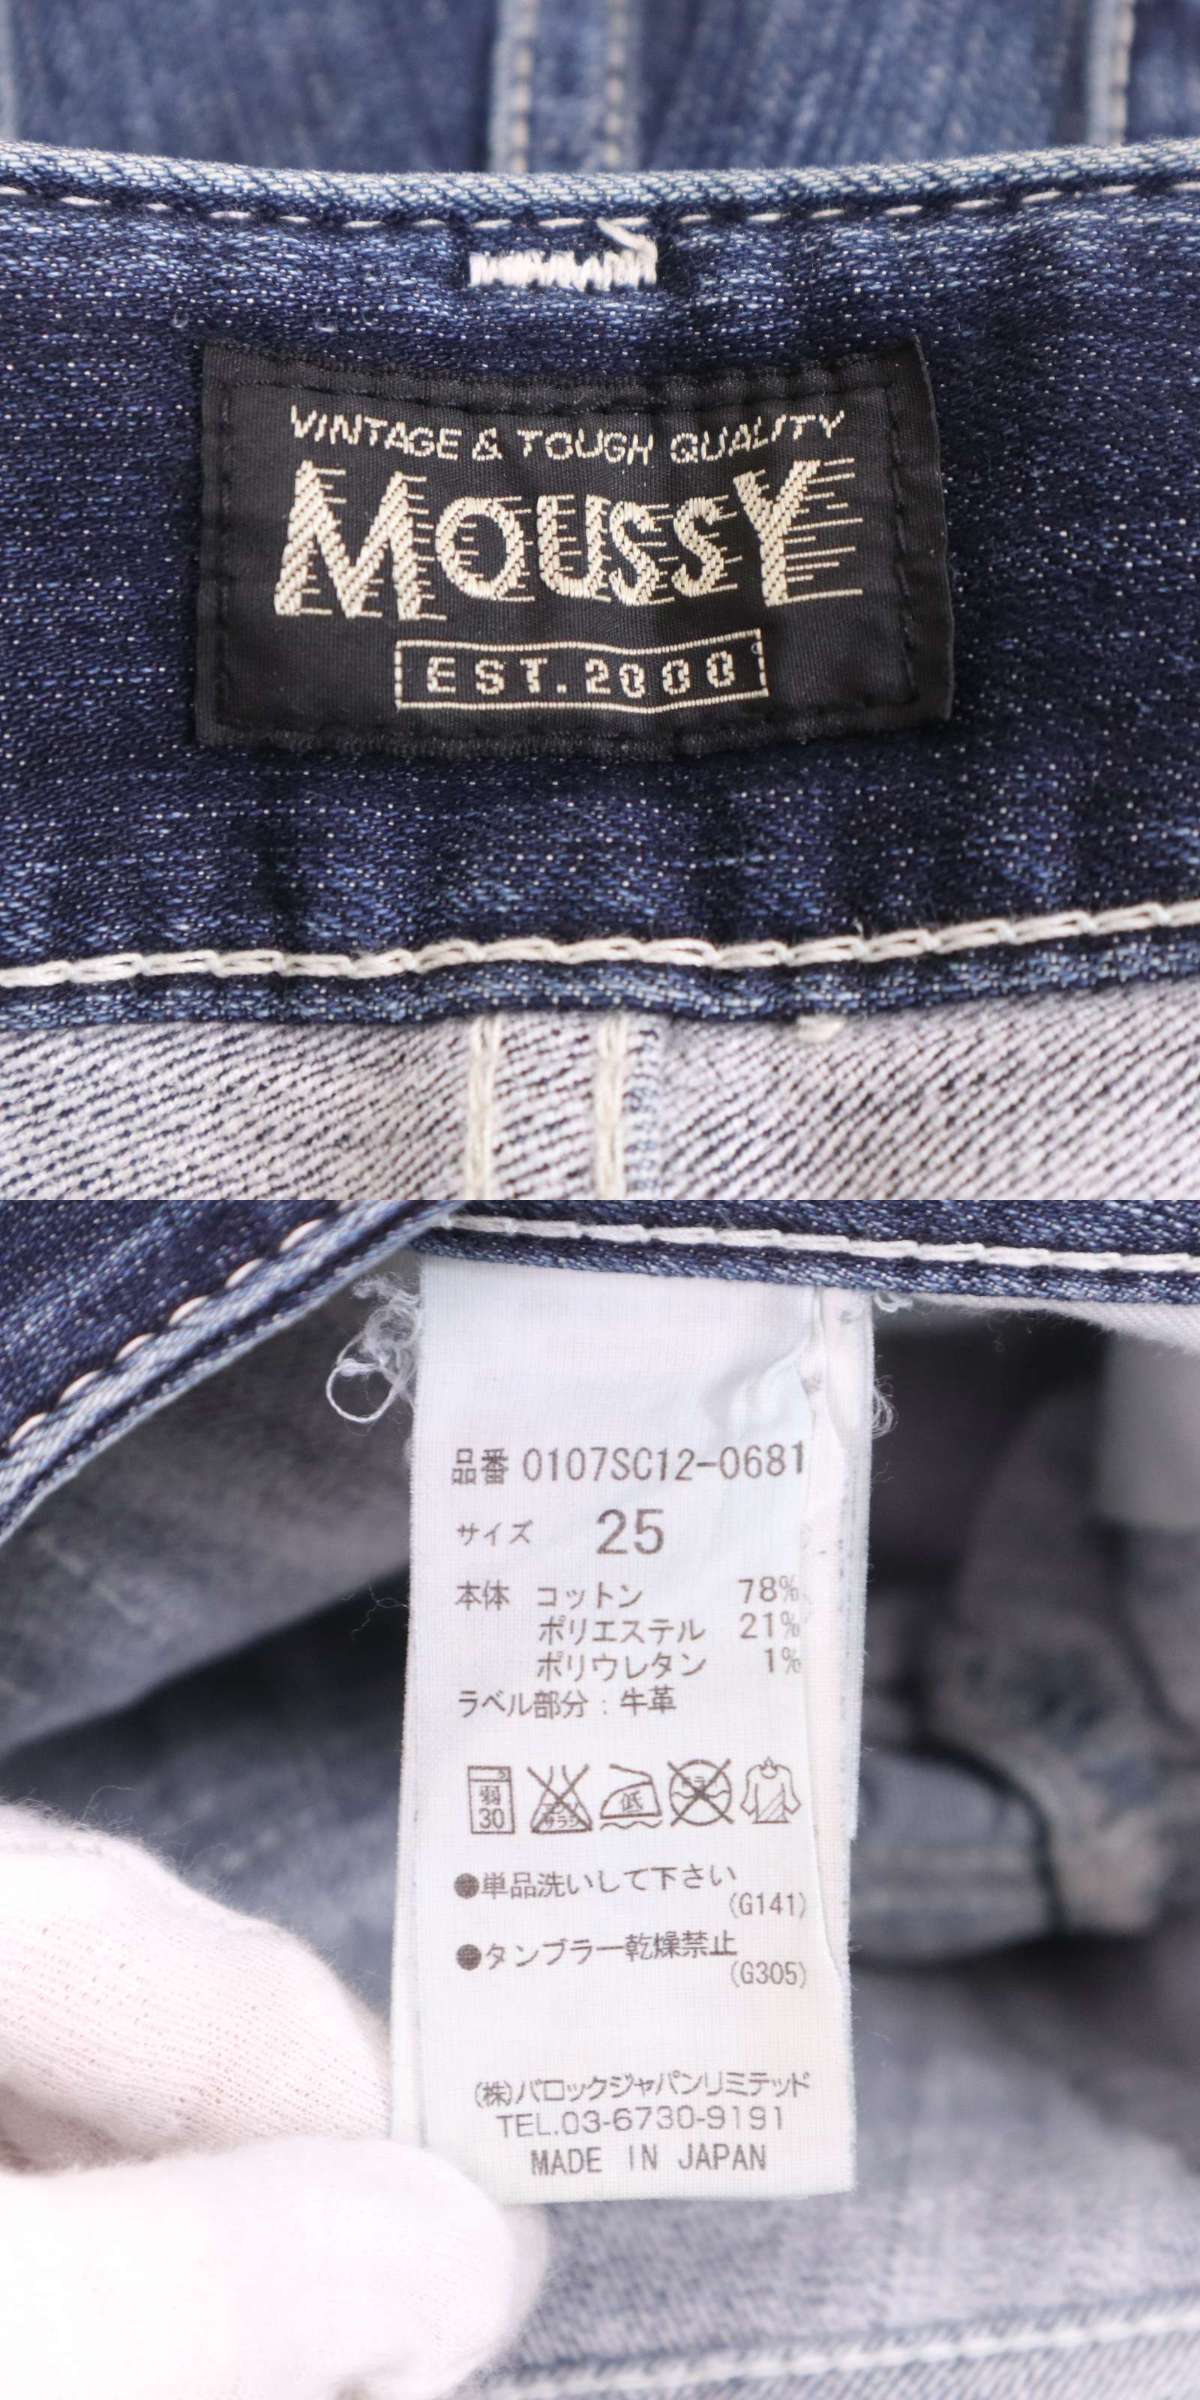 VINTAGE & TOUGH QUALITY
MOUSSY
EST.2000
品番 0107SC12-0681
サイズ 25
本体 コットン 78%
ポリエステル 21%
ポリウレタン 1%
ラベル部分：牛革
弱 低
30
●単品洗いして下さい
(G141)
●タンブラー乾燥禁止
(G305)
(株)バロックジャパンリミテッド
TEL.03-6730-9191
MADE IN JAPAN